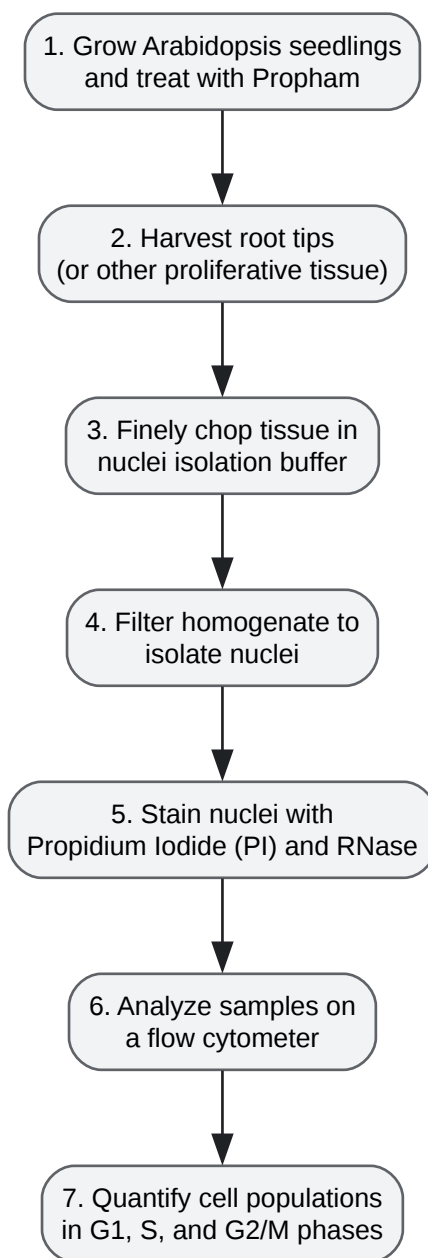 1. Grow Arabidopsis seedlings
and treat with Propham
2. Harvest root tips
(or other proliferative tissue)
3. Finely chop tissue in
nuclei isolation buffer
4. Filter homogenate to
isolate nuclei
5. Stain nuclei with
Propidium Iodide (PI) and RNase
6. Analyze samples on
a flow cytometer
7. Quantify cell populations
in G1, S, and G2/M phases